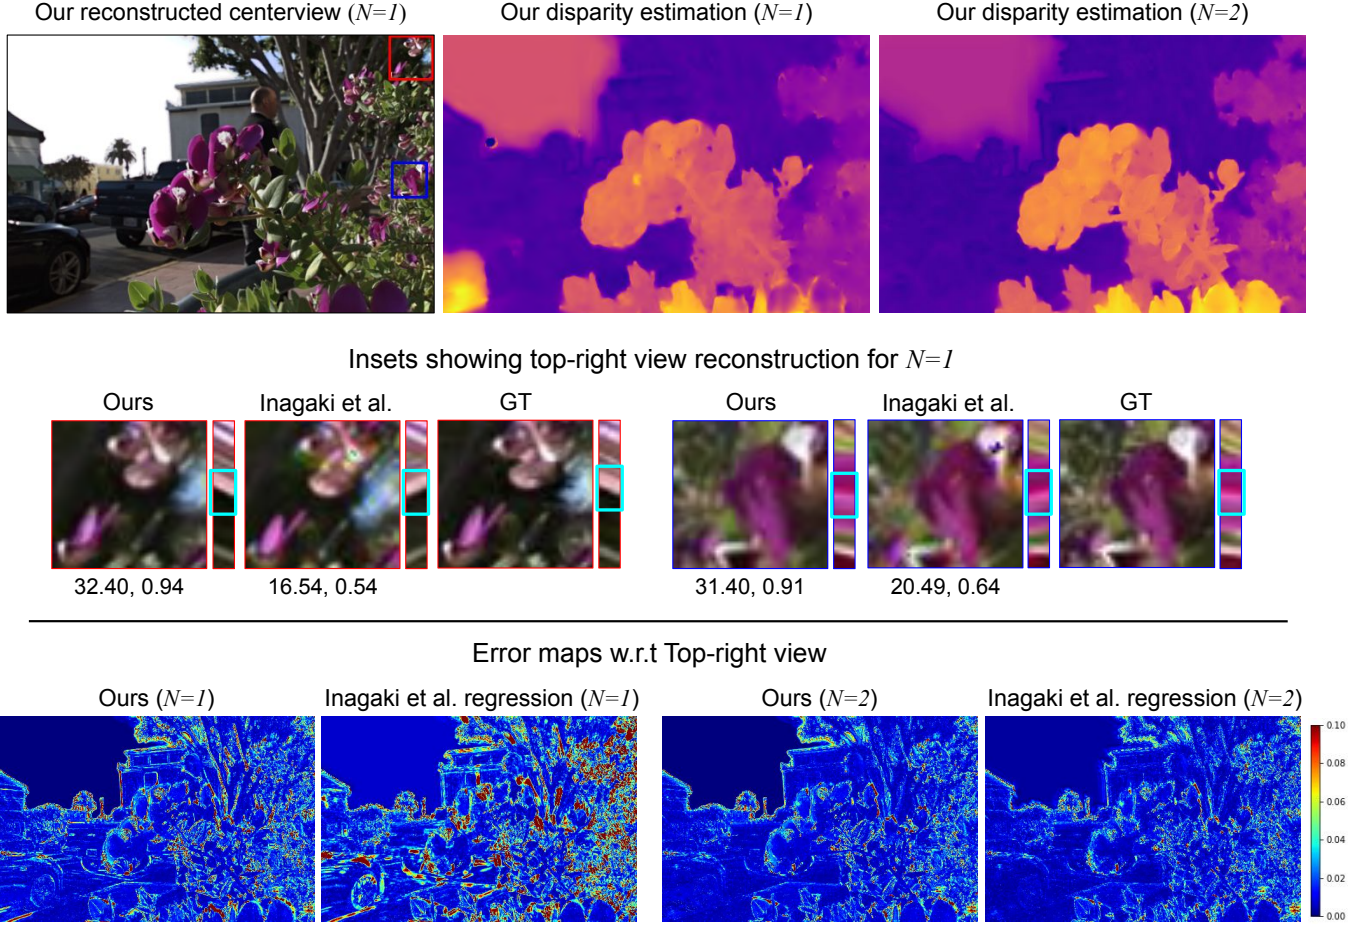 Our reconstructed centerview (N=1)
Our disparity estimation (N=1)
Our disparity estimation (N=2)
Insets showing top-right view reconstruction for N=1
Ours
Inagaki et al.
GT
Ours
Inagaki et al.
GT
32.40, 0.94
16.54, 0.54
31.40, 0.91
20.49, 0.64
Error maps w.r.t Top-right view
Ours (N=1)
Inagaki et al. regression (N=1)
Ours (N=2)
Inagaki et al. regression (N=2)
0.10
0.08
0.06
0.04
0.02
0.00